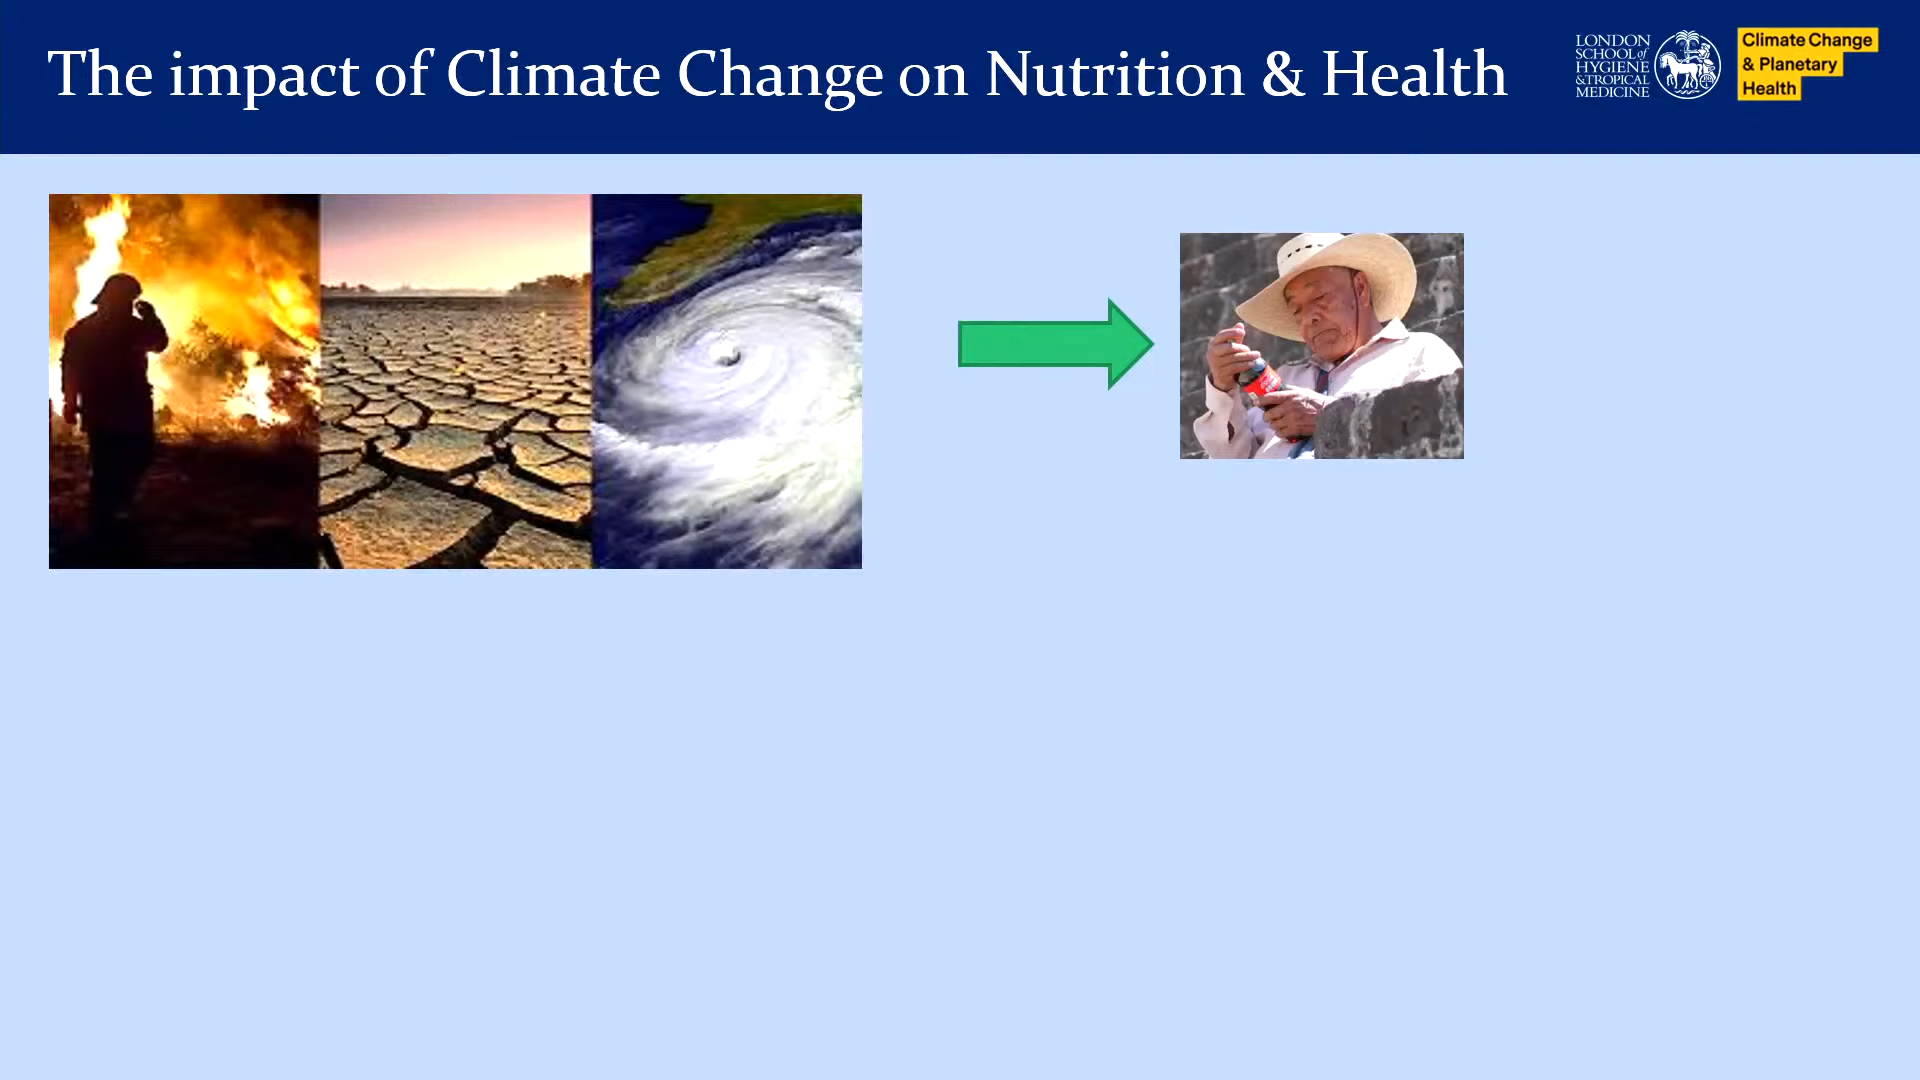 The impact of Climate Change on Nutrition & Health
LONDON
SCHOOL of
HYGIENE
& TROPICAL
MEDICINE
Climate Change
& Planetary
Health